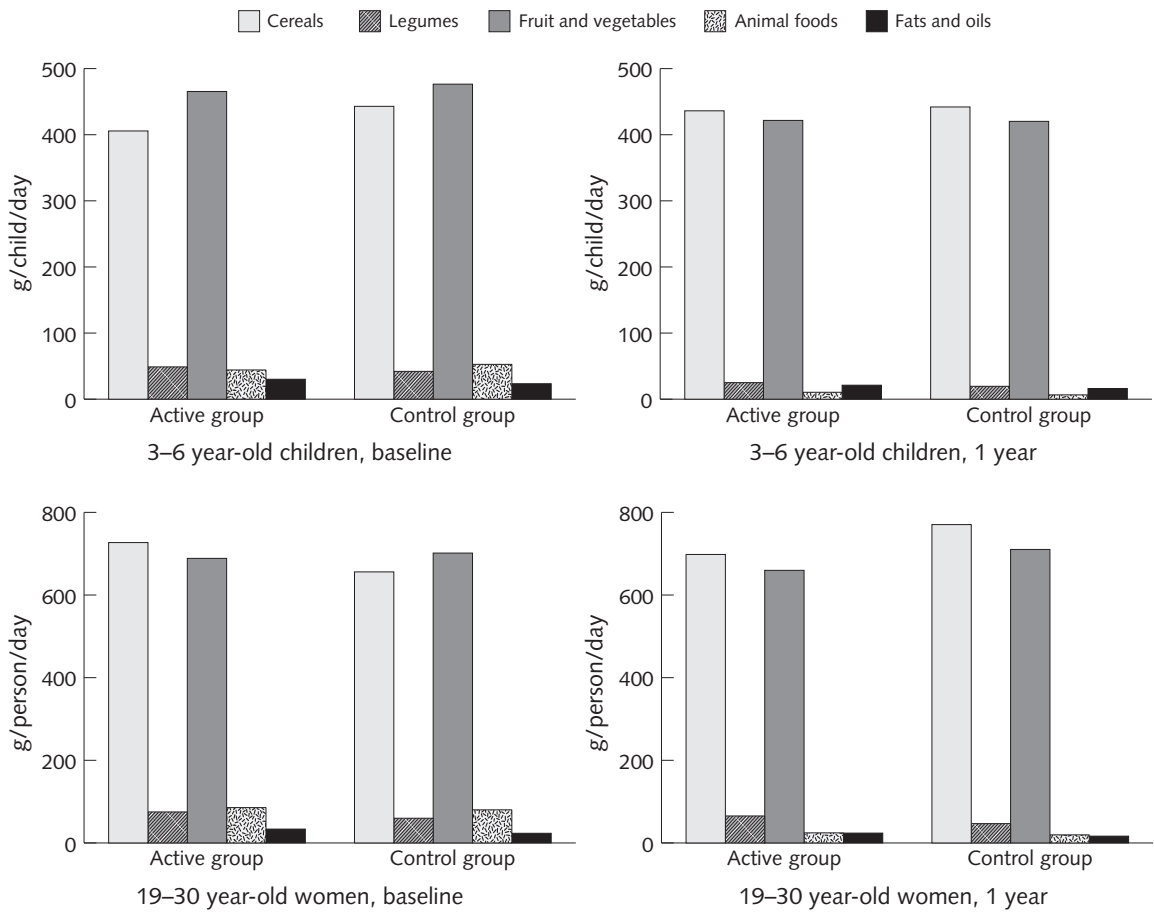 Cereals Legumes Fruit and vegetables Animal foods Fats and oils
500
400
300
200
100
0
g/child/day
Active group Control group
3–6 year-old children, baseline
500
400
300
200
100
0
g/child/day
Active group Control group
3–6 year-old children, 1 year
800
600
400
200
0
g/person/day
Active group Control group
19–30 year-old women, baseline
800
600
400
200
0
g/person/day
Active group Control group
19–30 year-old women, 1 year